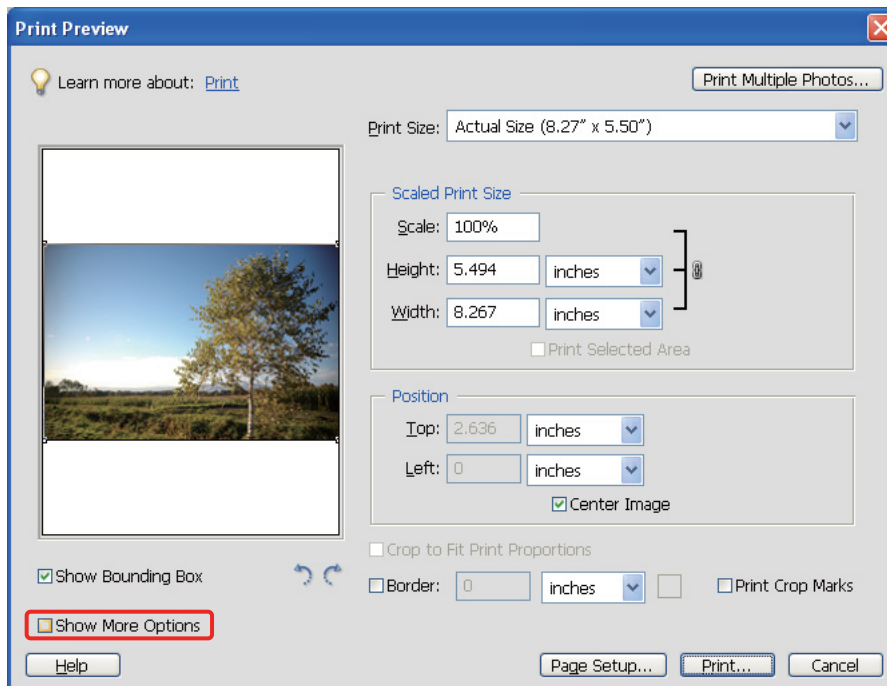 Print Preview
Learn more about: Print
Print Multiple Photos...
Print Size: Actual Size (8.27" x 5.50")
Scaled Print Size
Scale: 100%
Height: 5.494 inches
Width: 8.267 inches
Print Selected Area
Position
Top: 2.636 inches
Left: 0 inches
Center Image
Crop to Fit Print Proportions
Show Bounding Box
Border: 0 inches Print Crop Marks
Show More Options
Help Page Setup... Print... Cancel